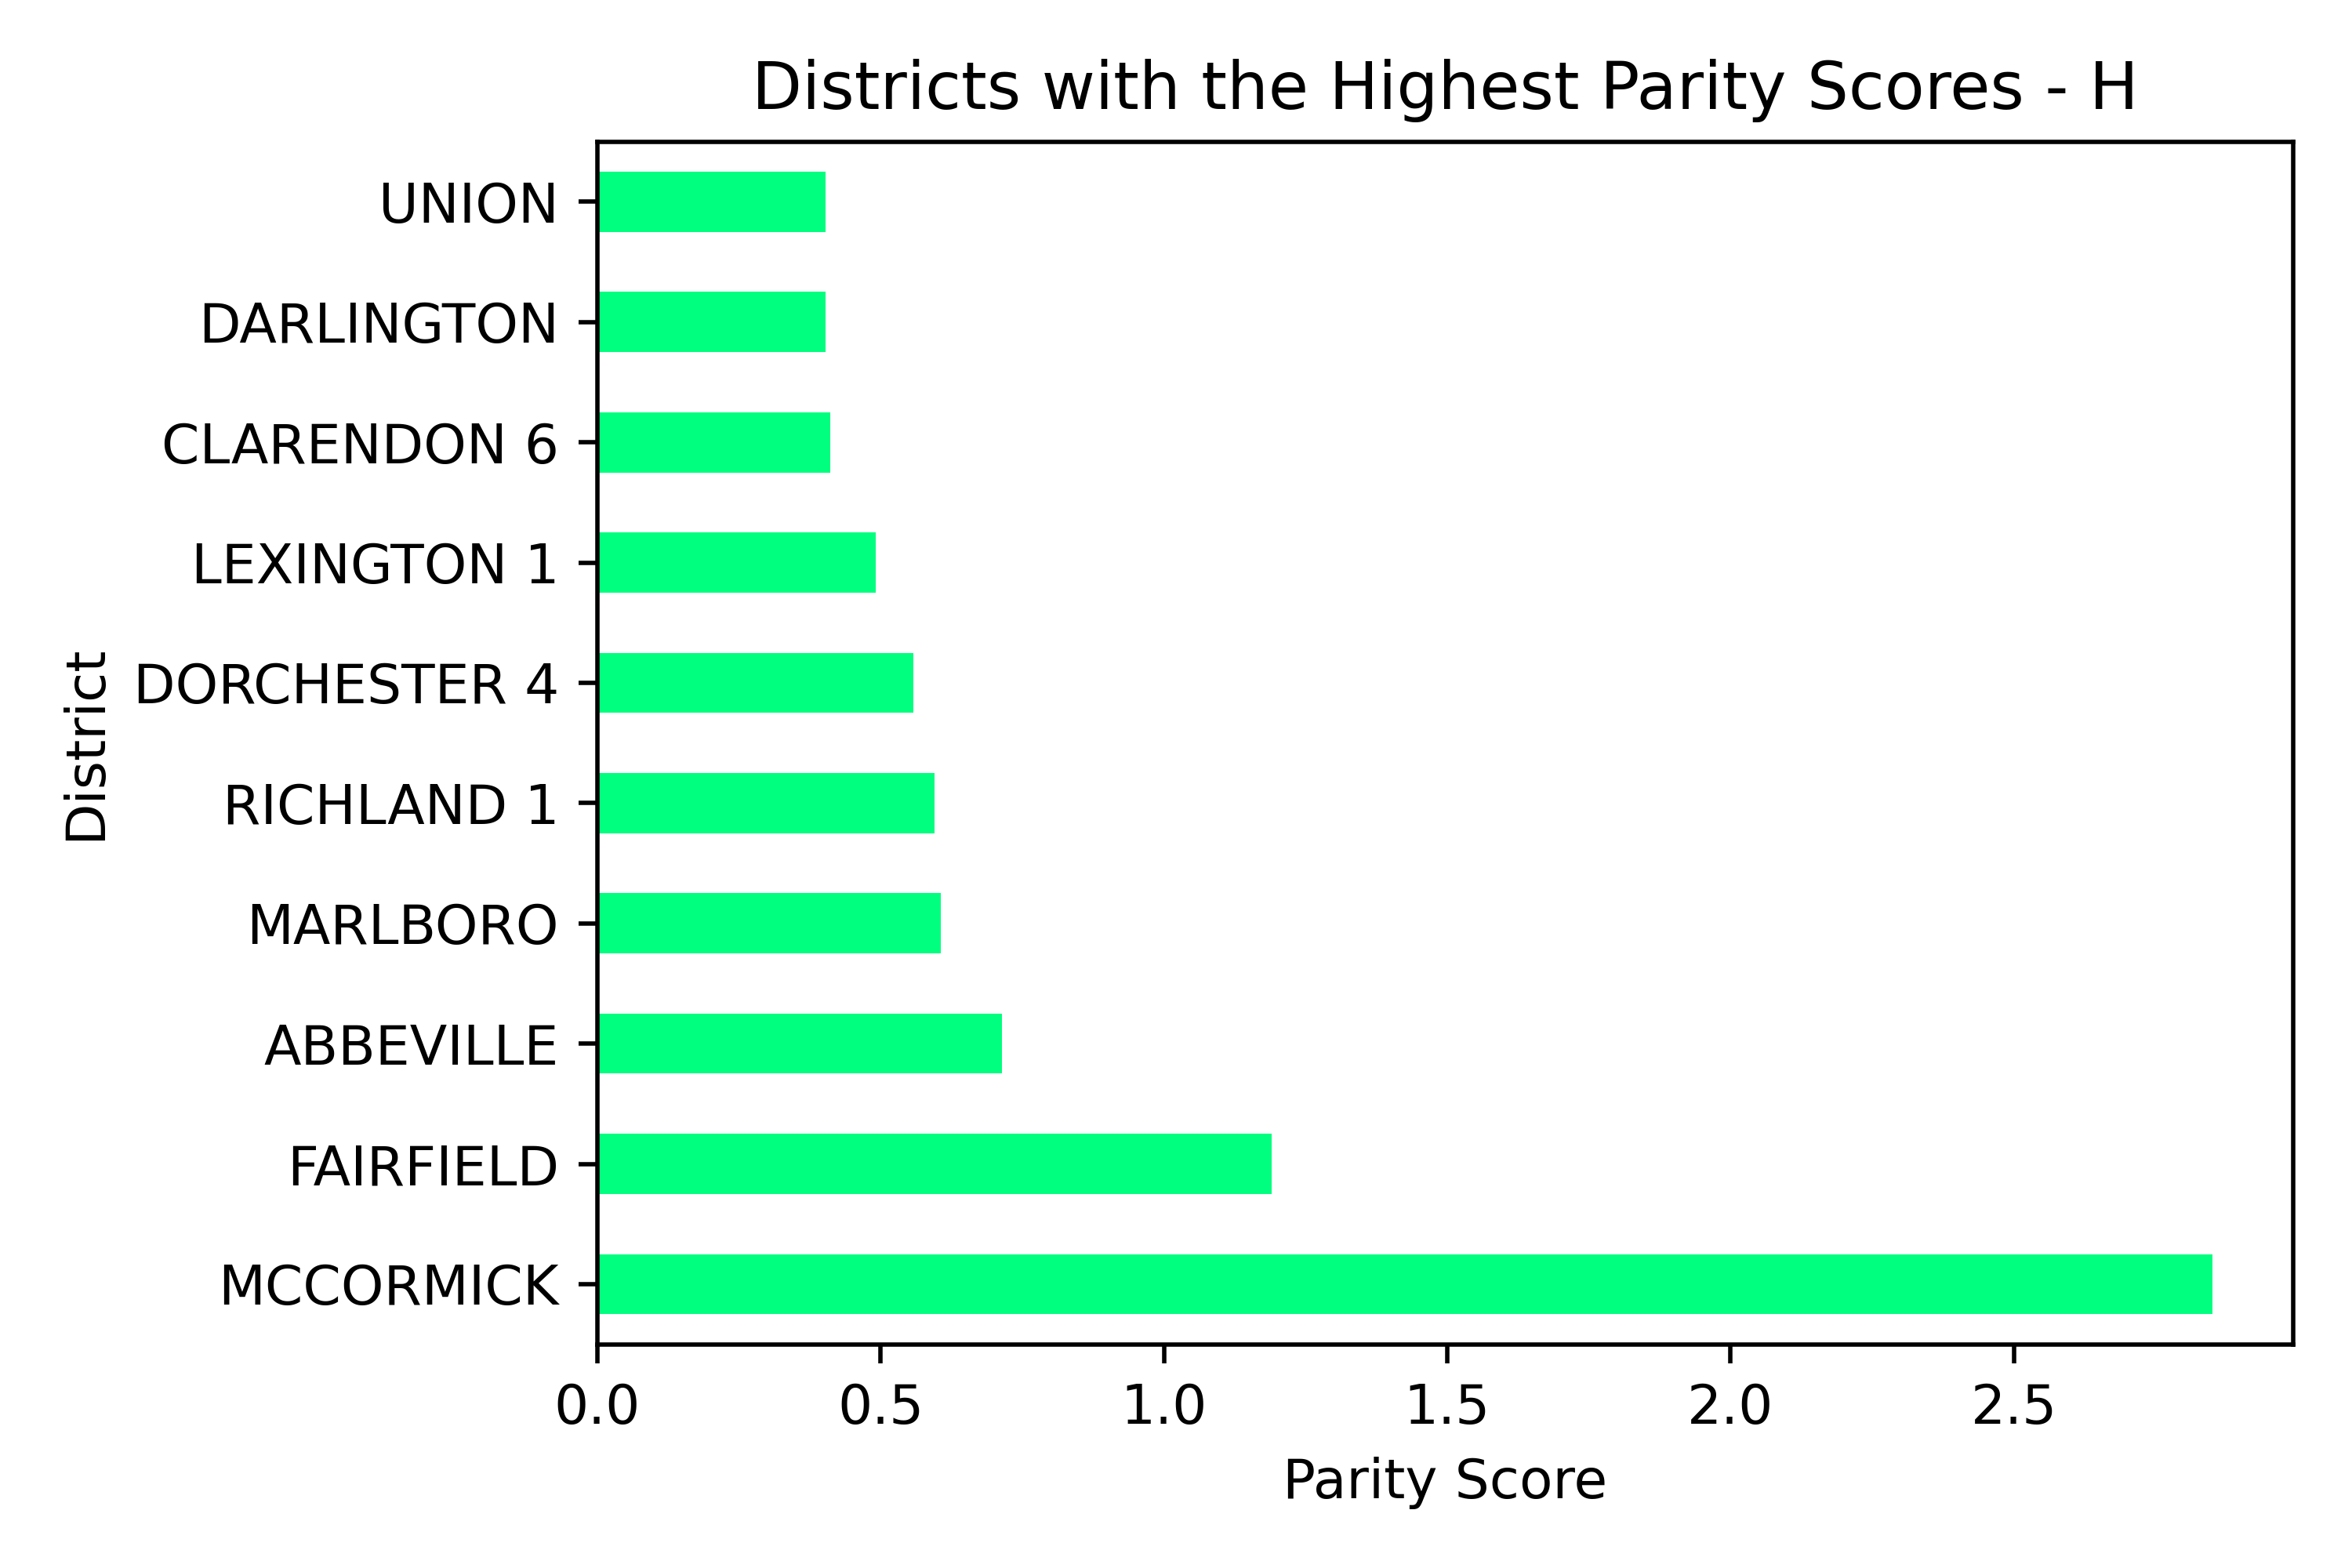 Districts with the Highest Parity Scores - H
UNION
DARLINGTON
CLARENDON 6
LEXINGTON 1
DORCHESTER 4
RICHLAND 1
MARLBORO
ABBEVILLE
FAIRFIELD
MCCORMICK
District
0.0 0.5 1.0 1.5 2.0 2.5
Parity Score